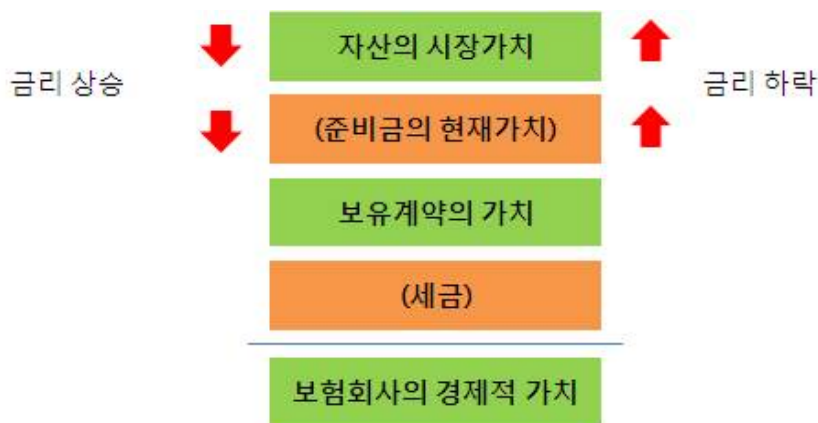 자산의 시장가치
금리 상승
금리 하락
(준비금의 현재가치)
보유계약의 가치
(세금)
보험회사의 경제적 가치